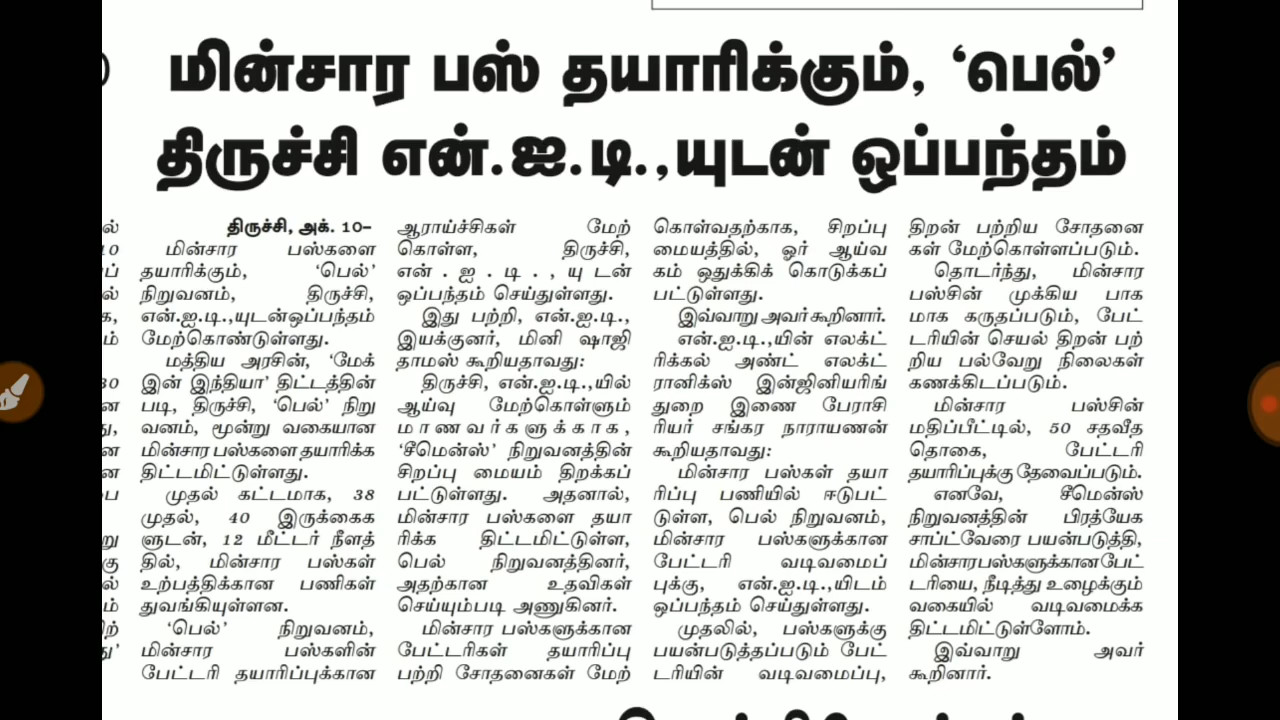 மின்சார பஸ் தயாரிக்கும், ‘பெல்’
திருச்சி என்.ஐ.டி.,யுடன் ஒப்பந்தம்
திருச்சி, அக். 10–
மின்சார பஸ்களை
தயாரிக்கும், ‘பெல்’
நிறுவனம், திருச்சி,
என்.ஐ.டி.,யுடன்ஒப்பந்தம்
மேற்கொண்டுள்ளது.
மத்திய அரசின், ‘மேக்
இன் இந்தியா’ திட்டத்தின்
படி, திருச்சி, ‘பெல்’ நிறு
வனம், மூன்று வகையான
மின்சார பஸ்களை தயாரிக்க
திட்டமிட்டுள்ளது.
முதல் கட்டமாக, 38
முதல், 40 இருக்கைக
ளுடன், 12 மீட்டர் நீளத்
தில், மின்சார பஸ்கள்
உற்பத்திக்கான பணிகள்
துவங்கியுள்ளன.
‘பெல்’ நிறுவனம்,
மின்சார பஸ்களின்
பேட்டரி தயாரிப்புக்கான
ஆராய்ச்சிகள் மேற்
கொள்ள, திருச்சி,
என்.ஐ.டி., யுடன்
ஒப்பந்தம் செய்துள்ளது.
இது பற்றி, என்.ஐ.டி.,
இயக்குனர், மினி ஷாஜி
தாமஸ் கூறியதாவது:
திருச்சி, என்.ஐ.டி.,யில்
ஆய்வு மேற்கொள்ளும்
மாணவர்களுக்காக,
‘சீமென்ஸ்’ நிறுவனத்தின்
சிறப்பு மையம் திறக்கப்
பட்டுள்ளது. அதனால்,
மின்சார பஸ்களை தயா
ரிக்க திட்டமிட்டுள்ள,
பெல் நிறுவனத்தினர்,
அதற்கான உதவிகள்
செய்யும்படி அணுகினர்.
மின்சார பஸ்களுக்கான
பேட்டரிகள் தயாரிப்பு
பற்றி சோதனைகள் மேற்
கொள்வதற்காக, சிறப்பு
மையத்தில், ஓர் ஆய்வ
கம் ஒதுக்கிக் கொடுக்கப்
பட்டுள்ளது.
இவ்வாறு அவர் கூறினார்.
என்.ஐ.டி.,யின் எலக்ட்
ரிக்கல் அண்ட் எலக்ட்
ரானிக்ஸ் இன்ஜினியரிங்
துறை இணை பேராசி
ரியர் சங்கர நாராயணன்
கூறியதாவது:
மின்சார பஸ்கள் தயா
ரிப்பு பணியில் ஈடுபட்
டுள்ள, பெல் நிறுவனம்,
மின்சார பஸ்களுக்கான
பேட்டரி வடிவமைப்
புக்கு, என்.ஐ.டி.,யிடம்
ஒப்பந்தம் செய்துள்ளது.
முதலில், பஸ்களுக்கு
பயன்படுத்தப்படும் பேட்
டரியின் வடிவமைப்பு,
திறன் பற்றிய சோதனை
கள் மேற்கொள்ளப்படும்.
தொடர்ந்து, மின்சார
பஸ்சின் முக்கிய பாக
மாக கருதப்படும், பேட்
டரியின் செயல் திறன் பற்
றிய பல்வேறு நிலைகள்
கணக்கிடப்படும்.
மின்சார பஸ்சின்
மதிப்பீட்டில், 50 சதவீத
தொகை, பேட்டரி
தயாரிப்புக்கு தேவைப்படும்.
எனவே, சீமென்ஸ்
நிறுவனத்தின் பிரத்யேக
சாப்ட்வேரை பயன்படுத்தி,
மின்சாரபஸ்களுக்கானபேட்
டரியை, நீடித்து உழைக்கும்
வகையில் வடிவமைக்க
திட்டமிட்டுள்ளோம்.
இவ்வாறு அவர்
கூறினார்.